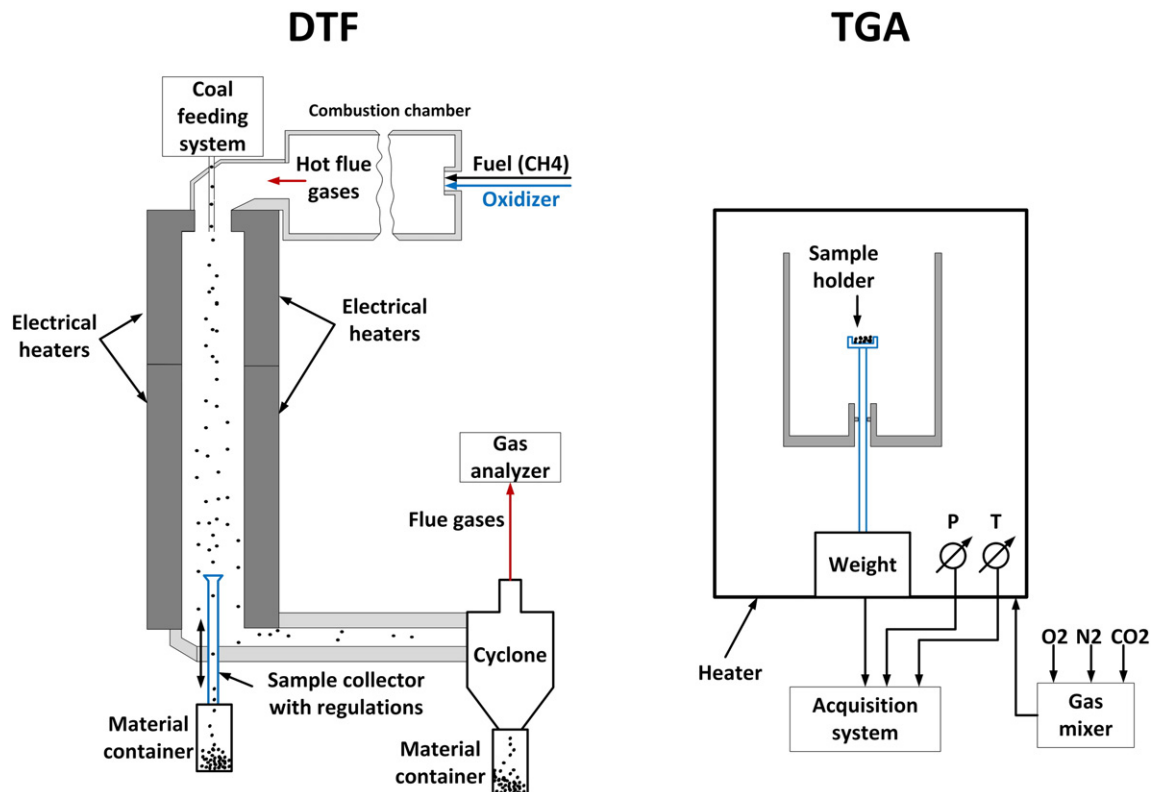 DTF
TGA
Coal
feeding
system
Combustion chamber
Hot flue
gases
Fuel (CH4)
Oxidizer
Electrical
heaters
Electrical
heaters
Gas
analyzer
Flue gases
Cyclone
Sample collector
with regulations
Material
container
Material
container
Sample
holder
P
T
Weight
Heater
O2 N2 CO2
Acquisition
system
Gas
mixer